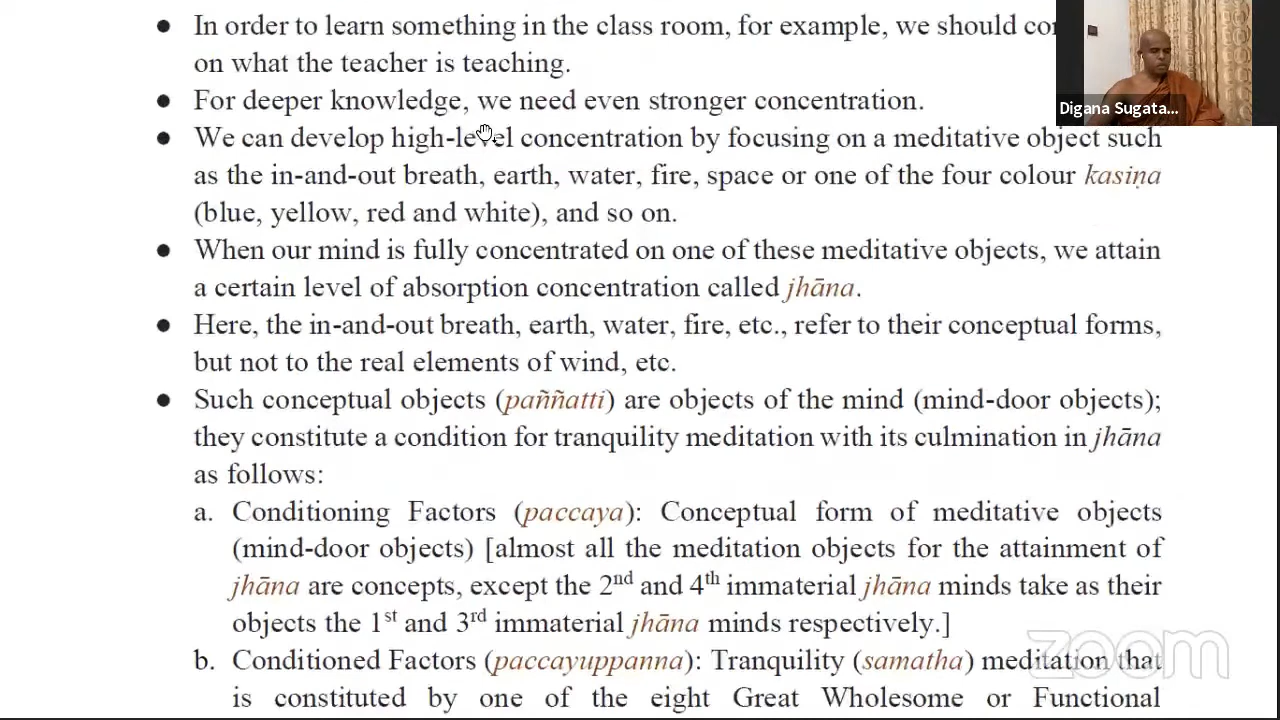 ● In order to learn something in the class room, for example, we should
on what the teacher is teaching.
● For deeper knowledge, we need even stronger concentration.
● We can develop high-level concentration by focusing on a meditative object such
as the in-and-out breath, earth, water, fire, space or one of the four colour kasiṇa
(blue, yellow, red and white), and so on.
● When our mind is fully concentrated on one of these meditative objects, we attain
a certain level of absorption concentration called jhāna.
● Here, the in-and-out breath, earth, water, fire, etc., refer to their conceptual forms,
but not to the real elements of wind, etc.
● Such conceptual objects (paññatti) are objects of the mind (mind-door objects);
they constitute a condition for tranquility meditation with its culmination in jhāna
as follows:
a. Conditioning Factors (paccaya): Conceptual form of meditative objects
(mind-door objects) [almost all the meditation objects for the attainment of
jhāna are concepts, except the 2nd and 4th immaterial jhāna minds take as their
objects the 1st and 3rd immaterial jhāna minds respectively.]
b. Conditioned Factors (paccayuppanna): Tranquility (samatha) meditation that
is constituted by one of the eight Great Wholesome or Functional
Digana Sugata...
zoom